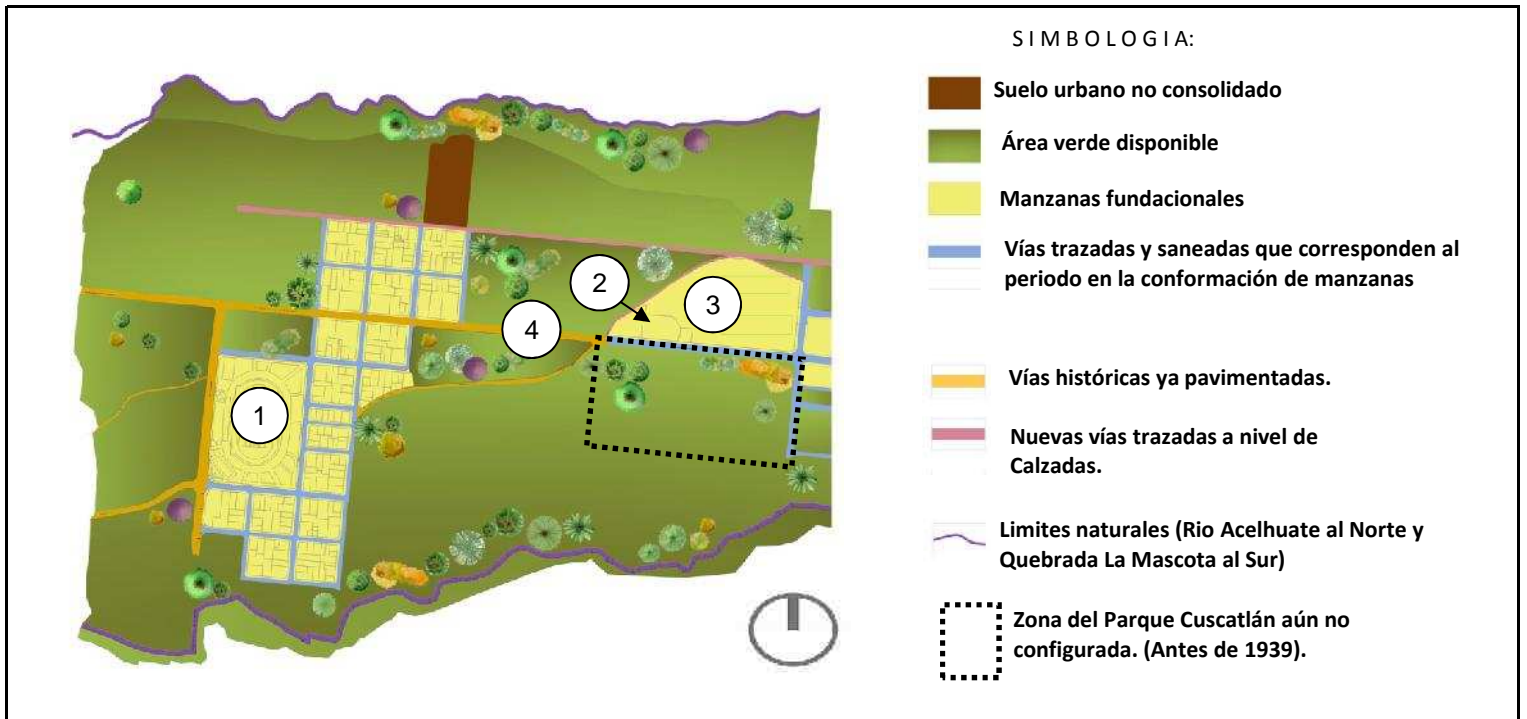 S I M B O L O G I A:
Suelo urbano no consolidado
Área verde disponible
Manzanas fundacionales
Vías trazadas y saneadas que corresponden al
periodo en la conformación de manzanas
Vías históricas ya pavimentadas.
Nuevas vías trazadas a nivel de
Calzadas.
Limites naturales (Rio Acelhuate al Norte y
Quebrada La Mascota al Sur)
Zona del Parque Cuscatlán aún no
configurada. (Antes de 1939).
2
3
4
1